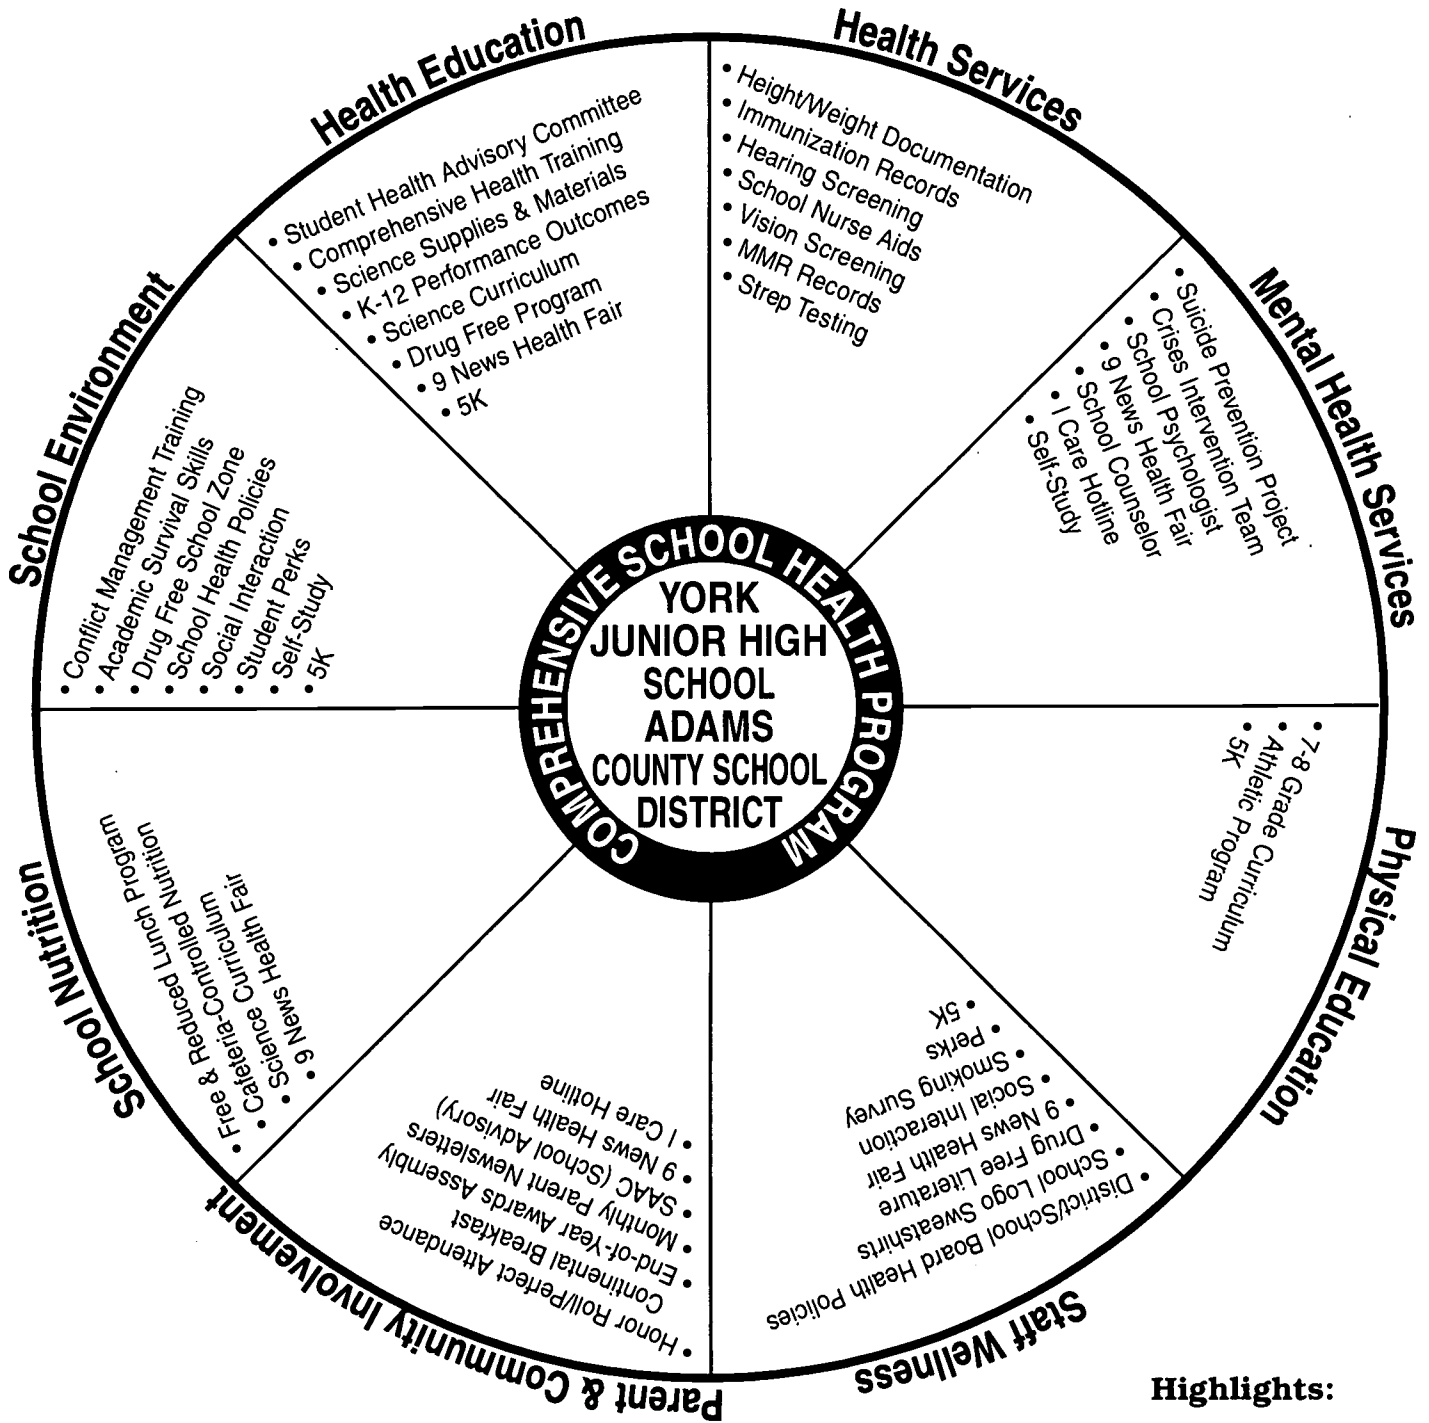 Health Education
• Student Health Advisory Committee
• Comprehensive Health Training
• Science Supplies & Materials
• K-12 Performance Outcomes
• Science Curriculum
• Drug Free Program
• 9 News Health Fair
• 5K
Health Services
• Height/Weight Documentation
• Immunization Records
• Hearing Screening
• School Nurse Aids
• Vision Screening
• MMR Records
• Strep Testing
Mental Health Services
• Suicide Prevention Project
• Crises Intervention Team
• School Psychologist
• 9 News Health Fair
• School Counselor
• I Care Hotline
• Self-Study
Physical Education
• 7-8 Grade Curriculum
• Athletic Program
• 5K
Staff Wellness
• District/School Board Health Policies
• School Logo Sweatshirts
• Drug Free Literature
• 9 News Health Fair
• Social Interaction
• Smoking Survey
• Perks
• 5K
Parent & Community Involvement
• Honor Roll/Perfect Attendance
Continental Breakfast
• End-of-Year Awards Assembly
• Monthly Parent Newsletters
• SAAC (School Advisory)
• 9 News Health Fair
• I Care Hotline
School Nutrition
• Free & Reduced Lunch Program
• Cafeteria-Controlled Nutrition
• Science Curriculum
• 9 News Health Fair
School Environment
• Conflict Management Training
• Academic Survival Skills
• Drug Free School Zone
• School Health Policies
• Social Interaction
• Student Perks
• Self-Study
• 5K
COMPREHENSIVE SCHOOL HEALTH PROGRAM
YORK
JUNIOR HIGH
SCHOOL
ADAMS
COUNTY SCHOOL
DISTRICT
Highlights: